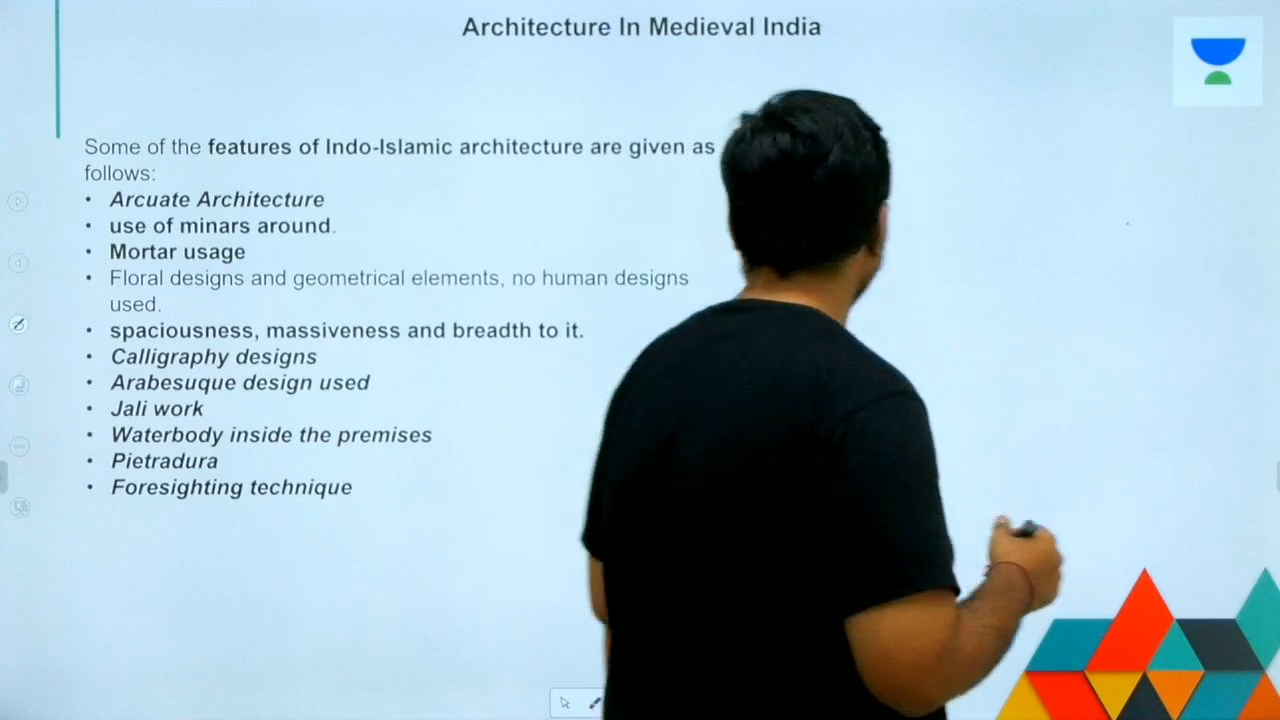 Architecture In Medieval India
Some of the features of Indo-Islamic architecture are given as
follows:
• Arcuate Architecture
• use of minars around.
• Mortar usage
• Floral designs and geometrical elements, no human designs
used.
• spaciousness, massiveness and breadth to it.
• Calligraphy designs
• Arabesuque design used
• Jali work
• Waterbody inside the premises
• Pietradura
• Foresighting technique